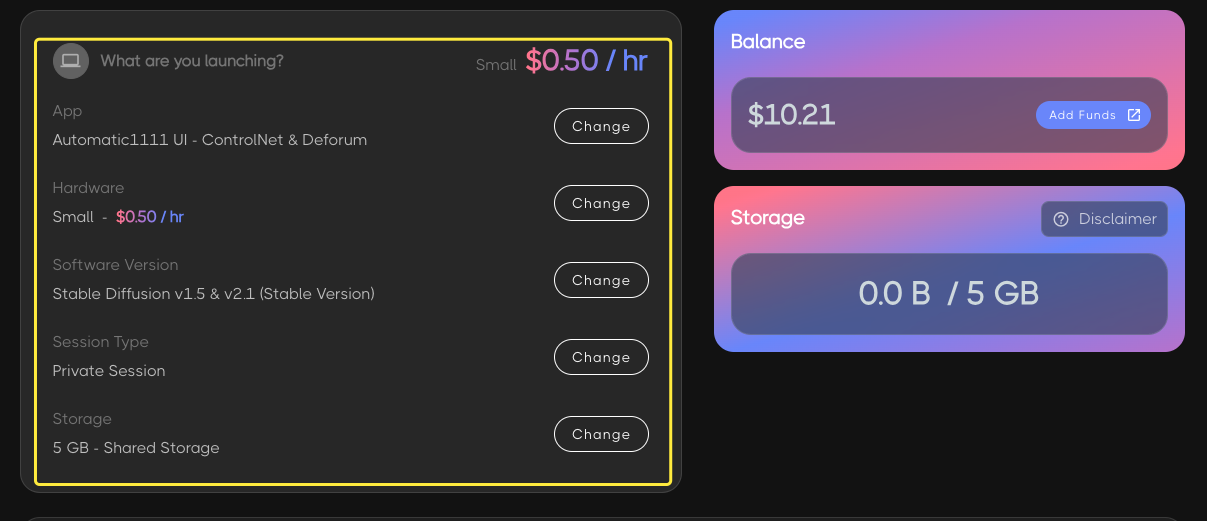 What are you launching?
Small $0.50 / hr
App
Automatic1111 UI - ControlNet & Deforum
Change
Hardware
Small - $0.50 / hr
Change
Software Version
Stable Diffusion v1.5 & v2.1 (Stable Version)
Change
Session Type
Private Session
Change
Storage
5 GB - Shared Storage
Change
Balance
$10.21
Add Funds
Storage
Disclaimer
0.0 B / 5 GB